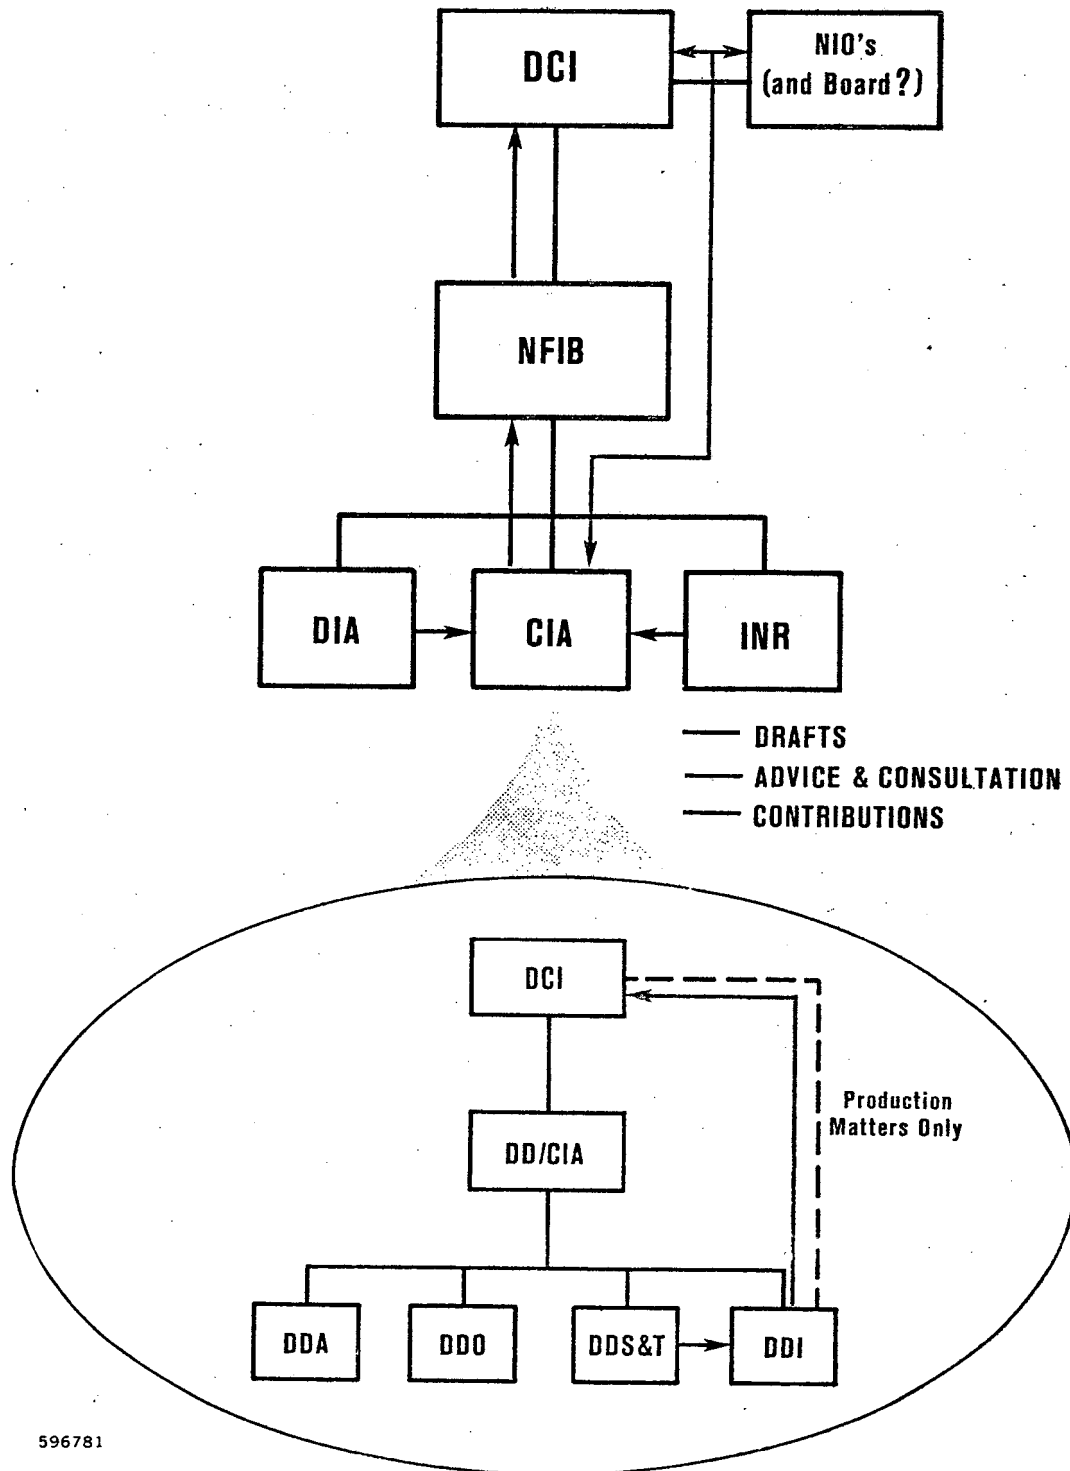 DCI
NIO's
(and Board?)
NFIB
DIA
CIA
INR
DRAFTS
ADVICE & CONSULTATION
CONTRIBUTIONS
DCI
Production
Matters Only
DD/CIA
DDA
DDO
DDS&T
DDI
596781